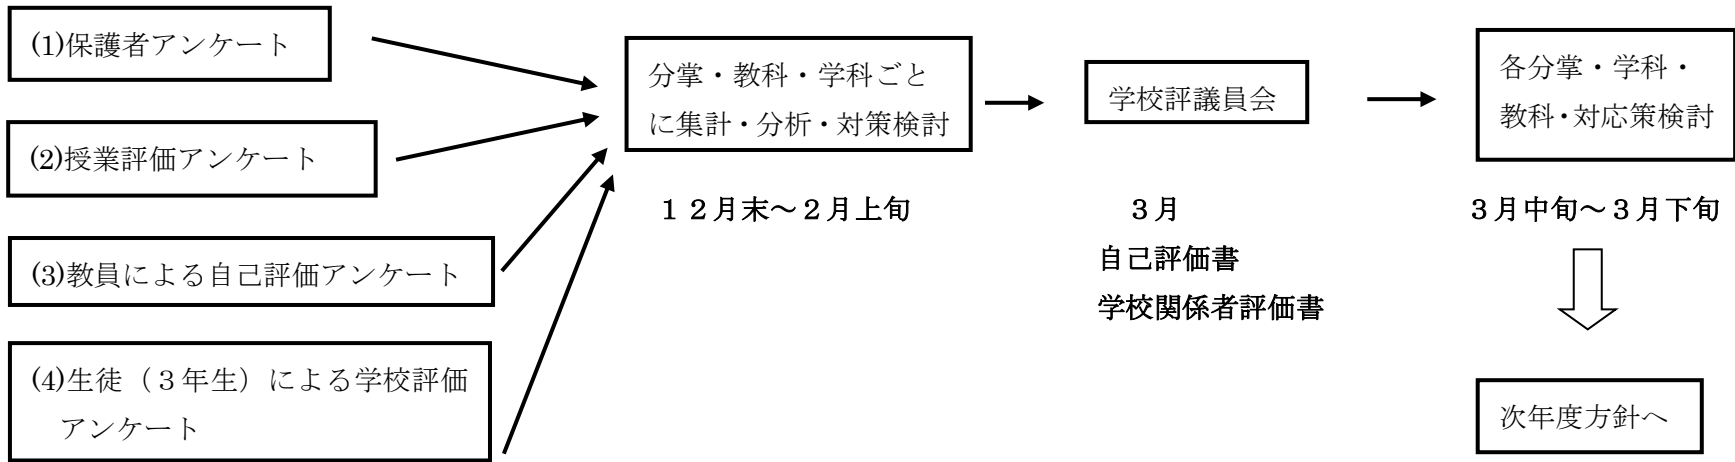 (1)保護者アンケート
(2)授業評価アンケート
(3)教員による自己評価アンケート
(4)生徒（３年生）による学校評価
アンケート
分掌・教科・学科ごと
に集計・分析・対策検討
１２月末～２月上旬
学校評議員会
３月
自己評価書
学校関係者評価書
各分掌・学科・
教科・対応策検討
３月中旬～３月下旬
次年度方針へ